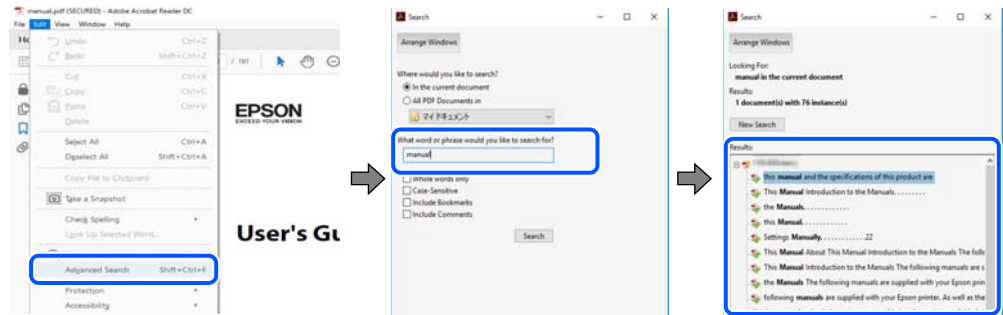 manual.pdf (SECURED) - Adobe Acrobat Reader DC
File Edit View Window Help
Undo Ctrl+Z
Redo Shift+Ctrl+Z
Cut Ctrl+X
Copy Ctrl+C
Paste Ctrl+V
Delete
Select All Ctrl+A
Deselect All Shift+Ctrl+A
Copy File to Clipboard
Take a Snapshot
Check Spelling
Look Up Selected Word...
Advanced Search Shift+Ctrl+F
Protection
Accessibility
/ 181
EPSON
EXCEED YOUR VISION
User's Gu
Search
Arrange Windows
Where would you like to search?
In the current document
All PDF Documents in
マイ ドキュメント
What word or phrase would you like to search for?
manual
Whole words only
Case-Sensitive
Include Bookmarks
Include Comments
Search
Search
Arrange Windows
Looking For:
manual in the current document
Results:
1 document(s) with 76 instance(s)
New Search
Results:
this manual and the specifications of this product are
This Manual Introduction to the Manuals. . . . . . . . .
the Manuals. . . . . . . . . . . . .
this Manual. . . . . . . . . . . . .
Settings Manually. . . . . . . . . . . . .22
This Manual About This Manual Introduction to the Manuals The follo
This Manual Introduction to the Manuals The following manuals are s
the Manuals The following manuals are supplied with your Epson prin
following manuals are supplied with your Epson printer. As well as the